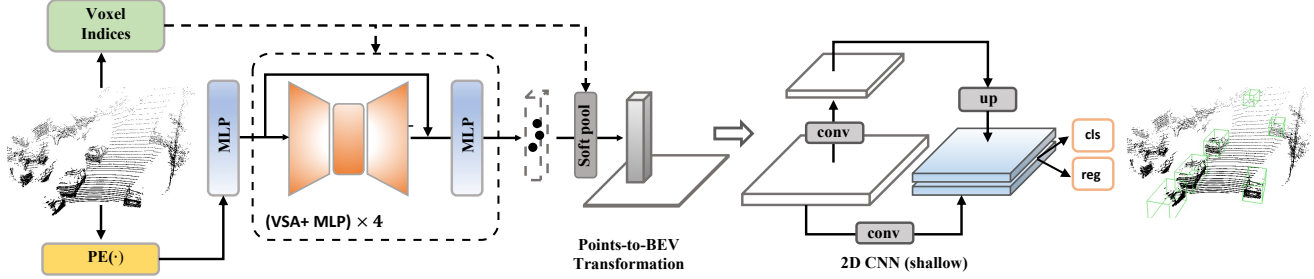 Voxel
Indices
MLP
MLP
(VSA+ MLP) × 4
PE(·)
Soft pool
Points-to-BEV
Transformation
conv
up
conv
cls
reg
2D CNN (shallow)